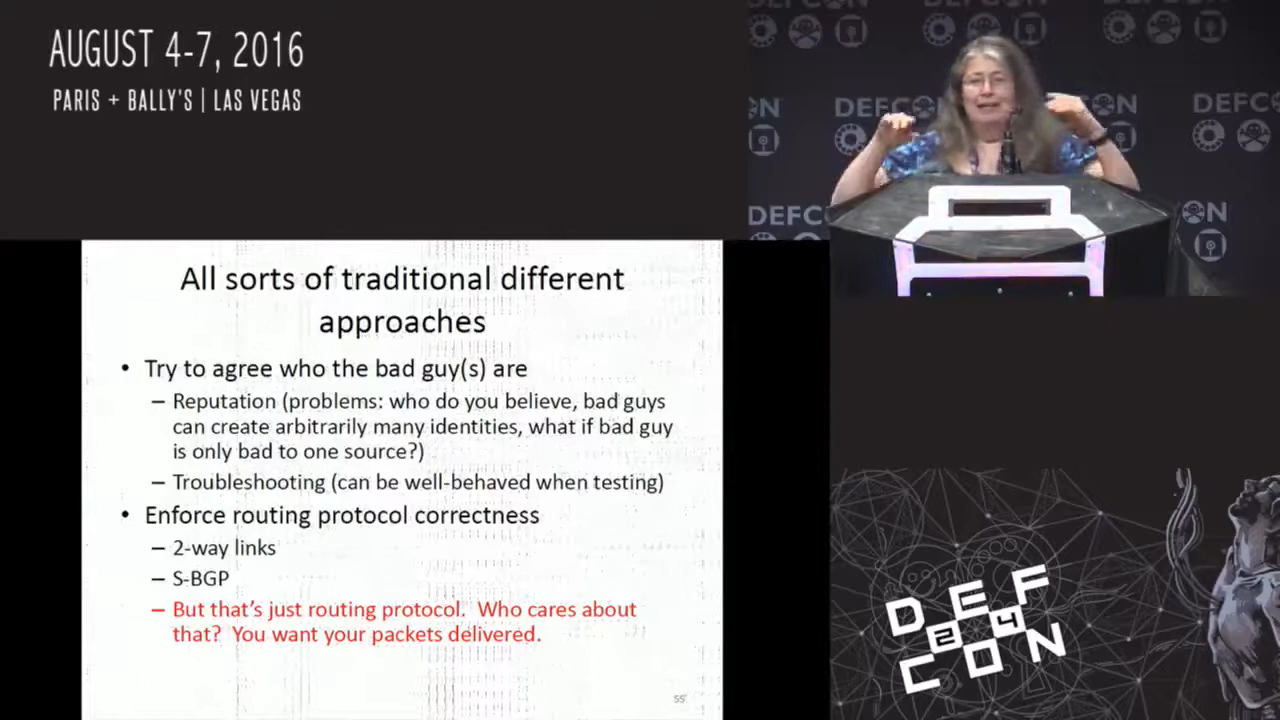 AUGUST 4-7, 2016
PARIS + BALLY'S | LAS VEGAS
DEFCON
DEFCON
DEFC
All sorts of traditional different
approaches
• Try to agree who the bad guy(s) are
– Reputation (problems: who do you believe, bad guys
can create arbitrarily many identities, what if bad guy
is only bad to one source?)
– Troubleshooting (can be well-behaved when testing)
• Enforce routing protocol correctness
– 2-way links
– S-BGP
– But that's just routing protocol. Who cares about
that? You want your packets delivered.
55
DEF
24
CON